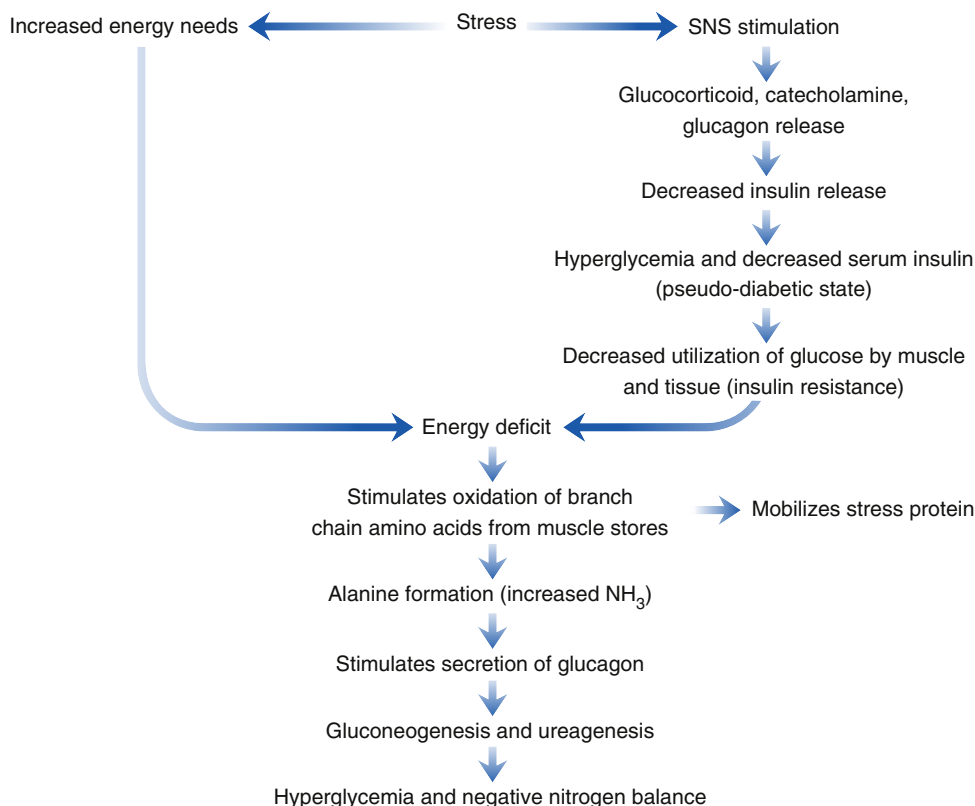 Increased energy needs
Stress
SNS stimulation
Glucocorticoid, catecholamine,
glucagon release
Decreased insulin release
Hyperglycemia and decreased serum insulin
(pseudo-diabetic state)
Decreased utilization of glucose by muscle
and tissue (insulin resistance)
Energy deficit
Stimulates oxidation of branch
chain amino acids from muscle stores
Mobilizes stress protein
Alanine formation (increased NH₃)
Stimulates secretion of glucagon
Gluconeogenesis and ureagenesis
Hyperglycemia and negative nitrogen balance